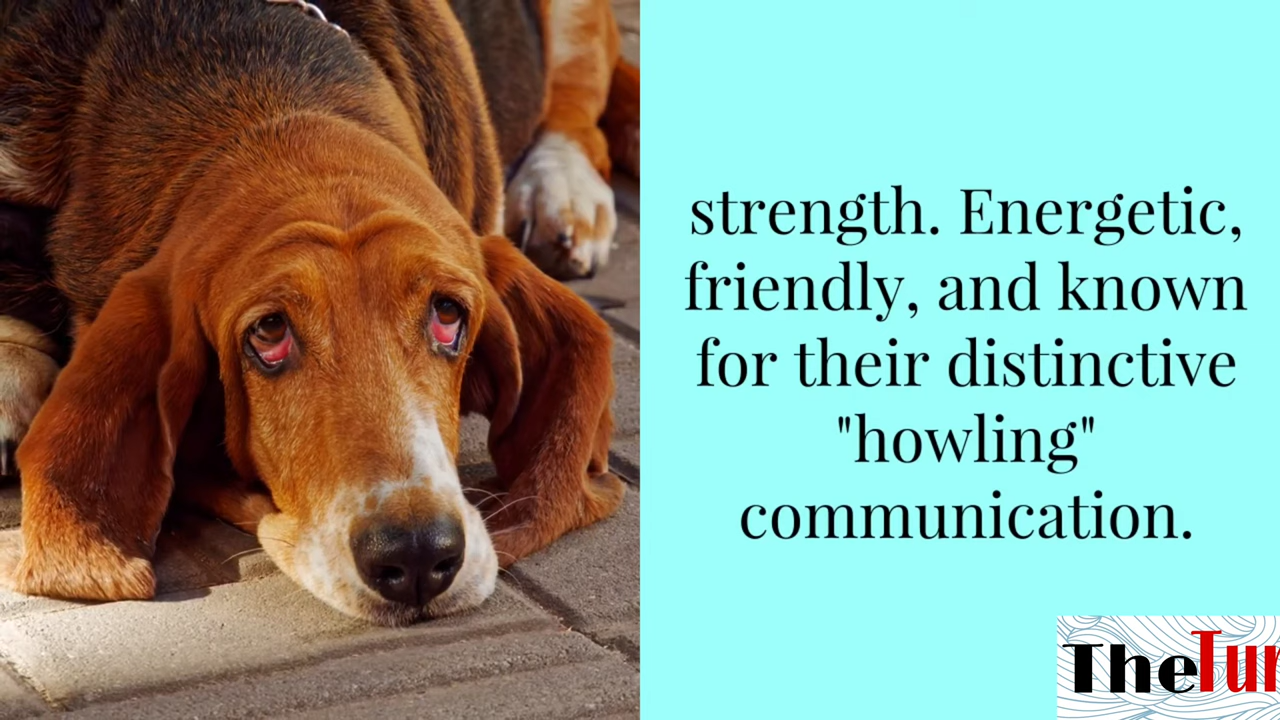 strength. Energetic,
friendly, and known
for their distinctive
"howling"
communication.
TheTur